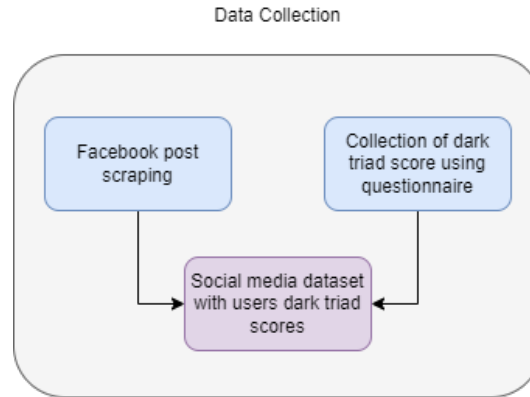 Data Collection
Facebook post
scraping
Collection of dark
triad score using
questionnaire
Social media dataset
with users dark triad
scores